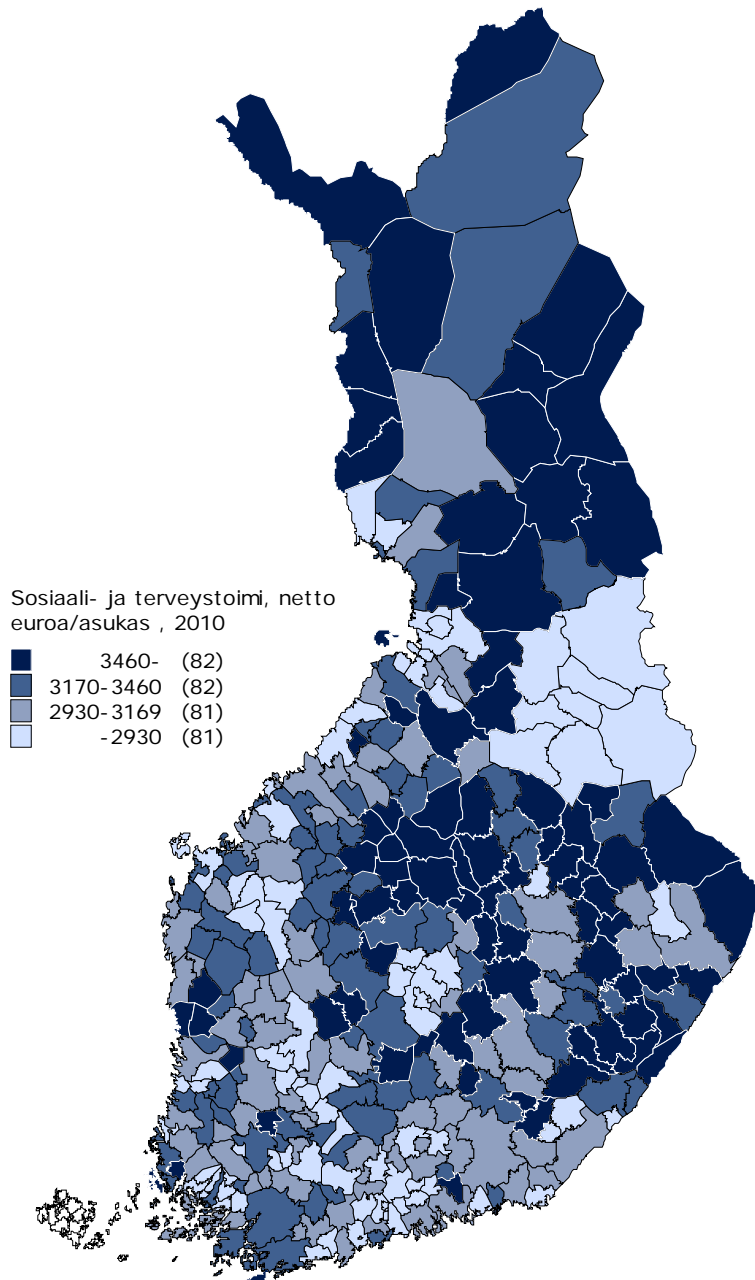 Sosiaali- ja terveystoimi, netto
euroa/asukas , 2010
3460- (82)
3170-3460 (82)
2930-3169 (81)
-2930 (81)